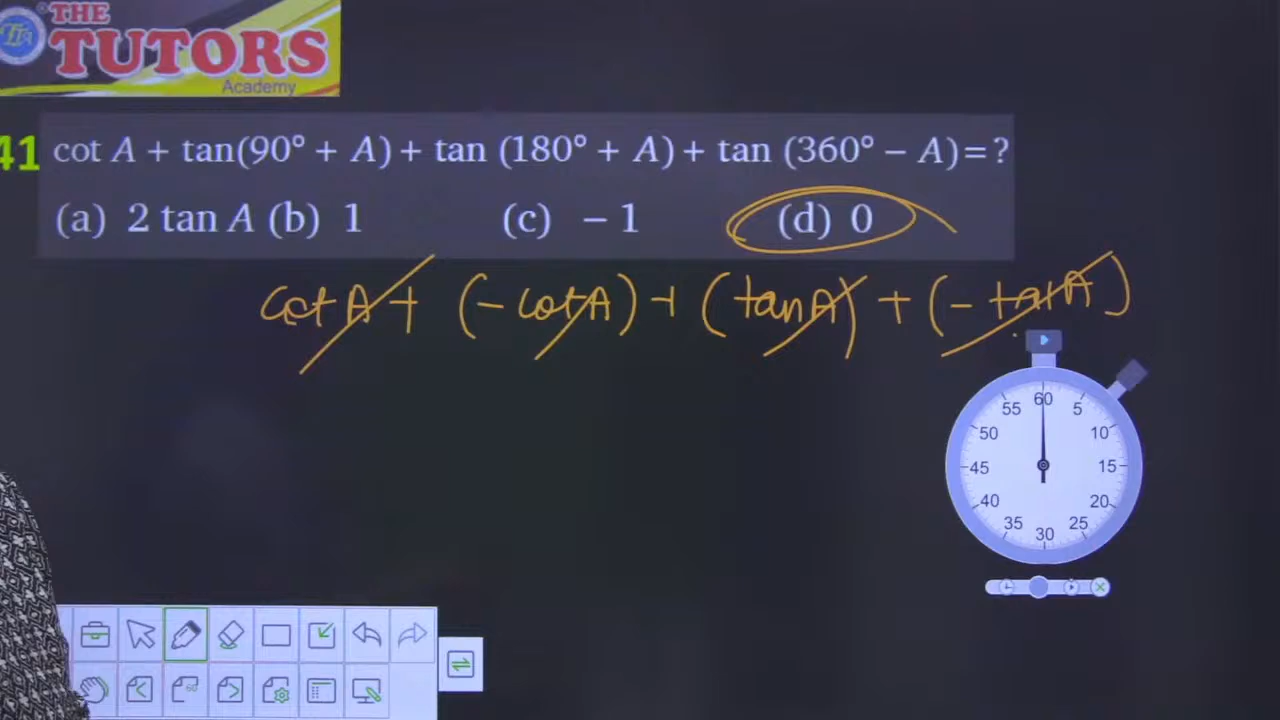 THE
TUTORS
Academy
41 cot A + tan(90° + A) + tan (180° + A) + tan (360° − A) = ?
(a) 2 tan A (b) 1 (c) − 1 (d) 0
cot A + (− cot A) + (tan A) + (− tan A)
60
55 5
50 10
45 15
40 20
35 25
30